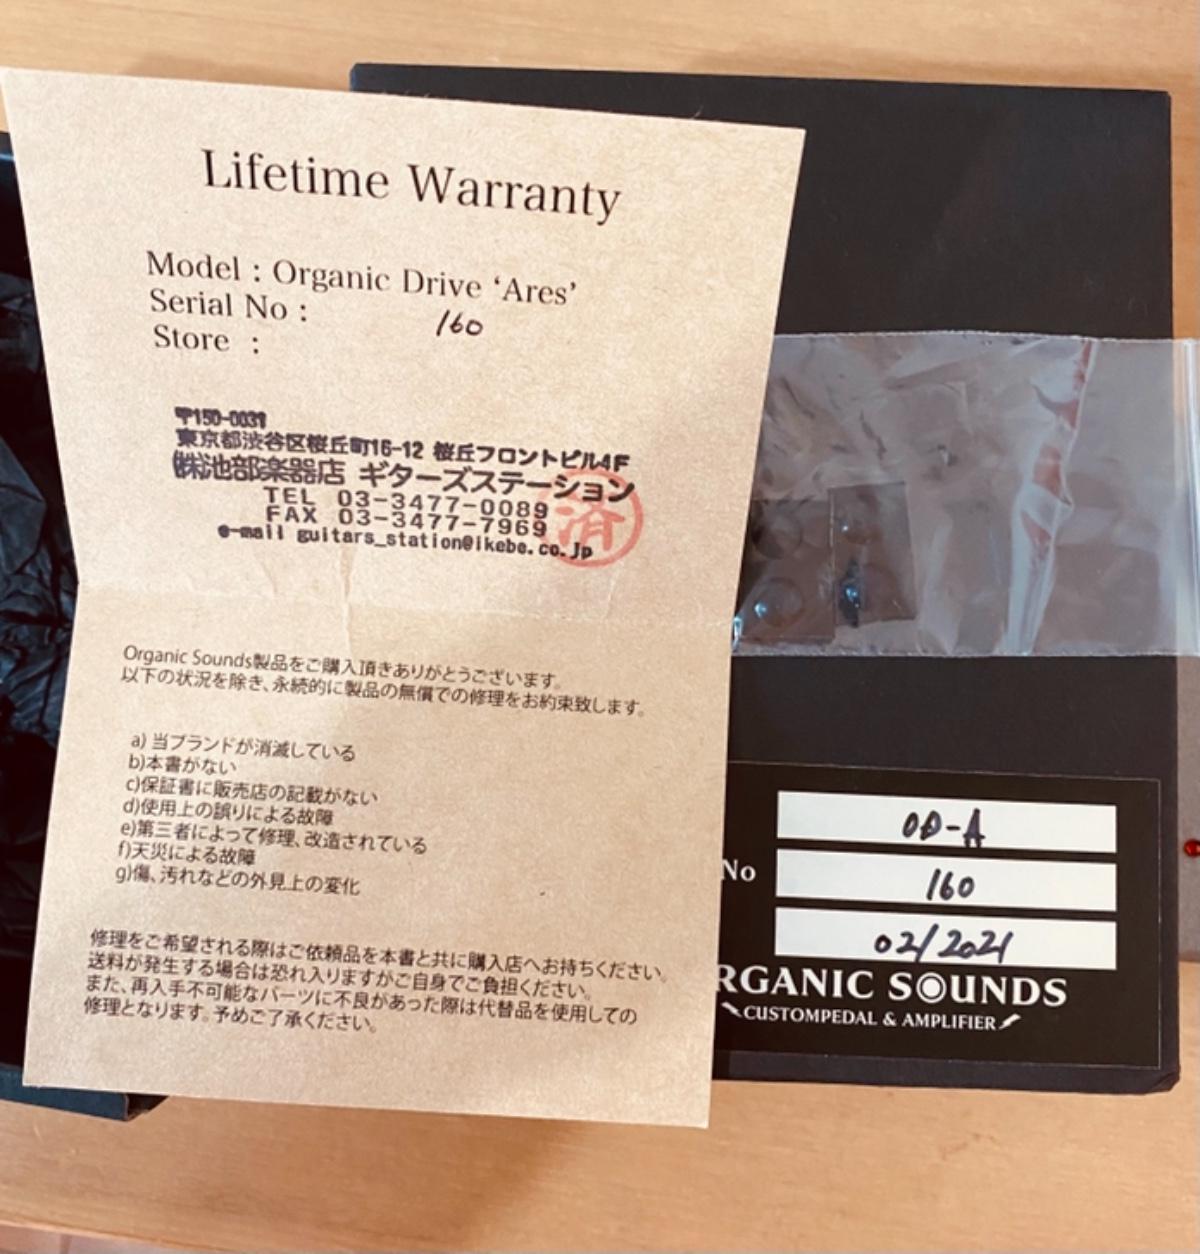 Lifetime Warranty
Model : Organic Drive ‘Ares’
Serial No : 160
Store :
〒150-0031
東京都渋谷区桜丘町16-12 桜丘フロントビル4F
㈱池部楽器店 ギターズステーション
TEL 03-3477-0089
FAX 03-3477-7969
e-mail guitars_station@ikebe.co.jp
済
Organic Sounds製品をご購入頂きありがとうございます。
以下の状況を除き、永続的に製品の無償での修理をお約束致します。
a) 当ブランドが消滅している
b)本書がない
c)保証書に販売店の記載がない
d)使用上の誤りによる故障
e)第三者によって修理、改造されている
f)天災による故障
g)傷、汚れなどの外見上の変化
修理をご希望される際はご依頼品を本書と共に購入店へお持ちください。
送料が発生する場合は恐れ入りますがご自身でご負担ください。
また、再入手不可能なパーツに不良があった際は代替品を使用しての
修理となります。予めご了承ください。
OD-A
No 160
02/2021
RGANIC SOUNDS
CUSTOMPEDAL & AMPLIFIER